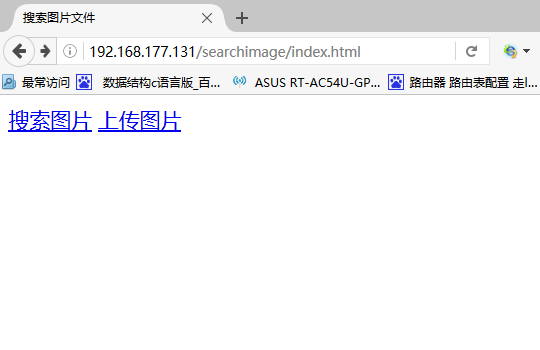 搜索图片文件
192.168.177.131/searchimage/index.html
最常访问 数据结构c语言版_百... ASUS RT-AC54U-GP... 路由器 路由表配置 走l...
搜索图片 上传图片